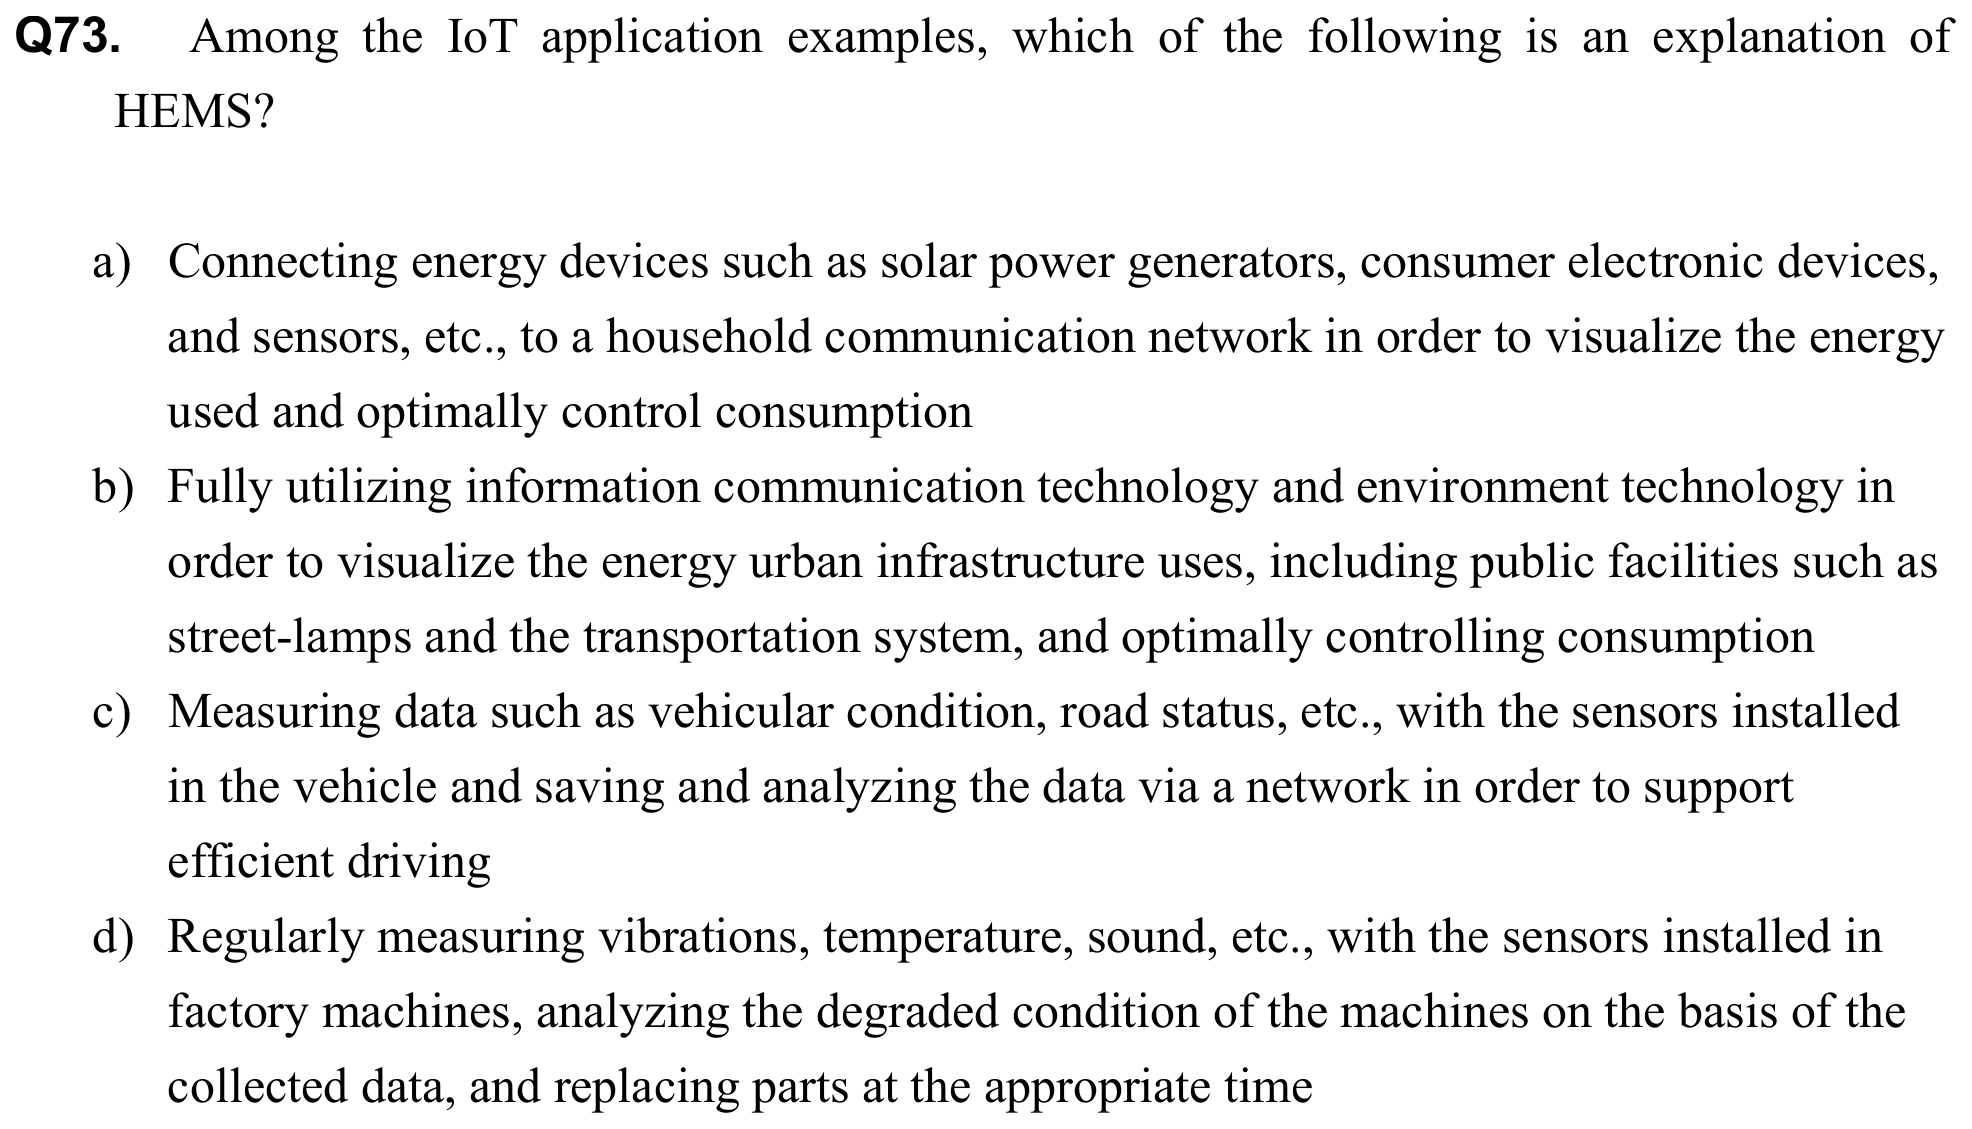 Q73. Among the IoT application examples, which of the following is an explanation of
HEMS?
a) Connecting energy devices such as solar power generators, consumer electronic devices,
and sensors, etc., to a household communication network in order to visualize the energy
used and optimally control consumption
b) Fully utilizing information communication technology and environment technology in
order to visualize the energy urban infrastructure uses, including public facilities such as
street-lamps and the transportation system, and optimally controlling consumption
c) Measuring data such as vehicular condition, road status, etc., with the sensors installed
in the vehicle and saving and analyzing the data via a network in order to support
efficient driving
d) Regularly measuring vibrations, temperature, sound, etc., with the sensors installed in
factory machines, analyzing the degraded condition of the machines on the basis of the
collected data, and replacing parts at the appropriate time